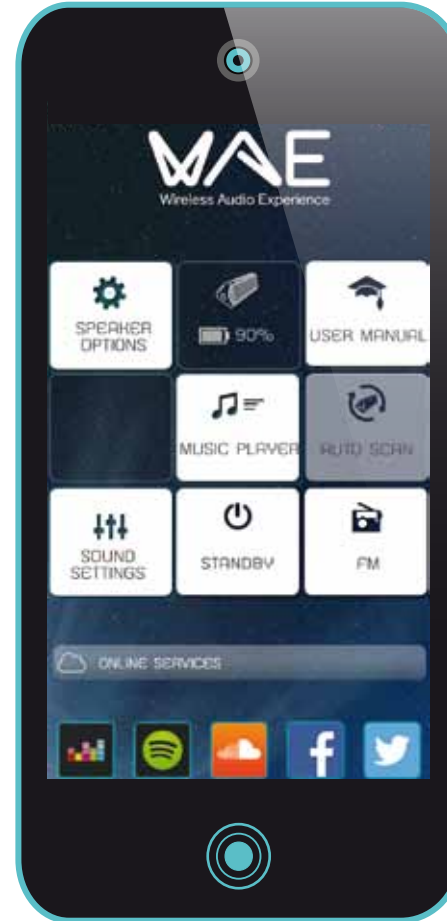 WAE
Wireless Audio Experience
SPEAKER
OPTIONS
90%
USER MANUAL
MUSIC PLAYER
AUTO SCAN
SOUND
SETTINGS
STANDBY
FM
ONLINE SERVICES